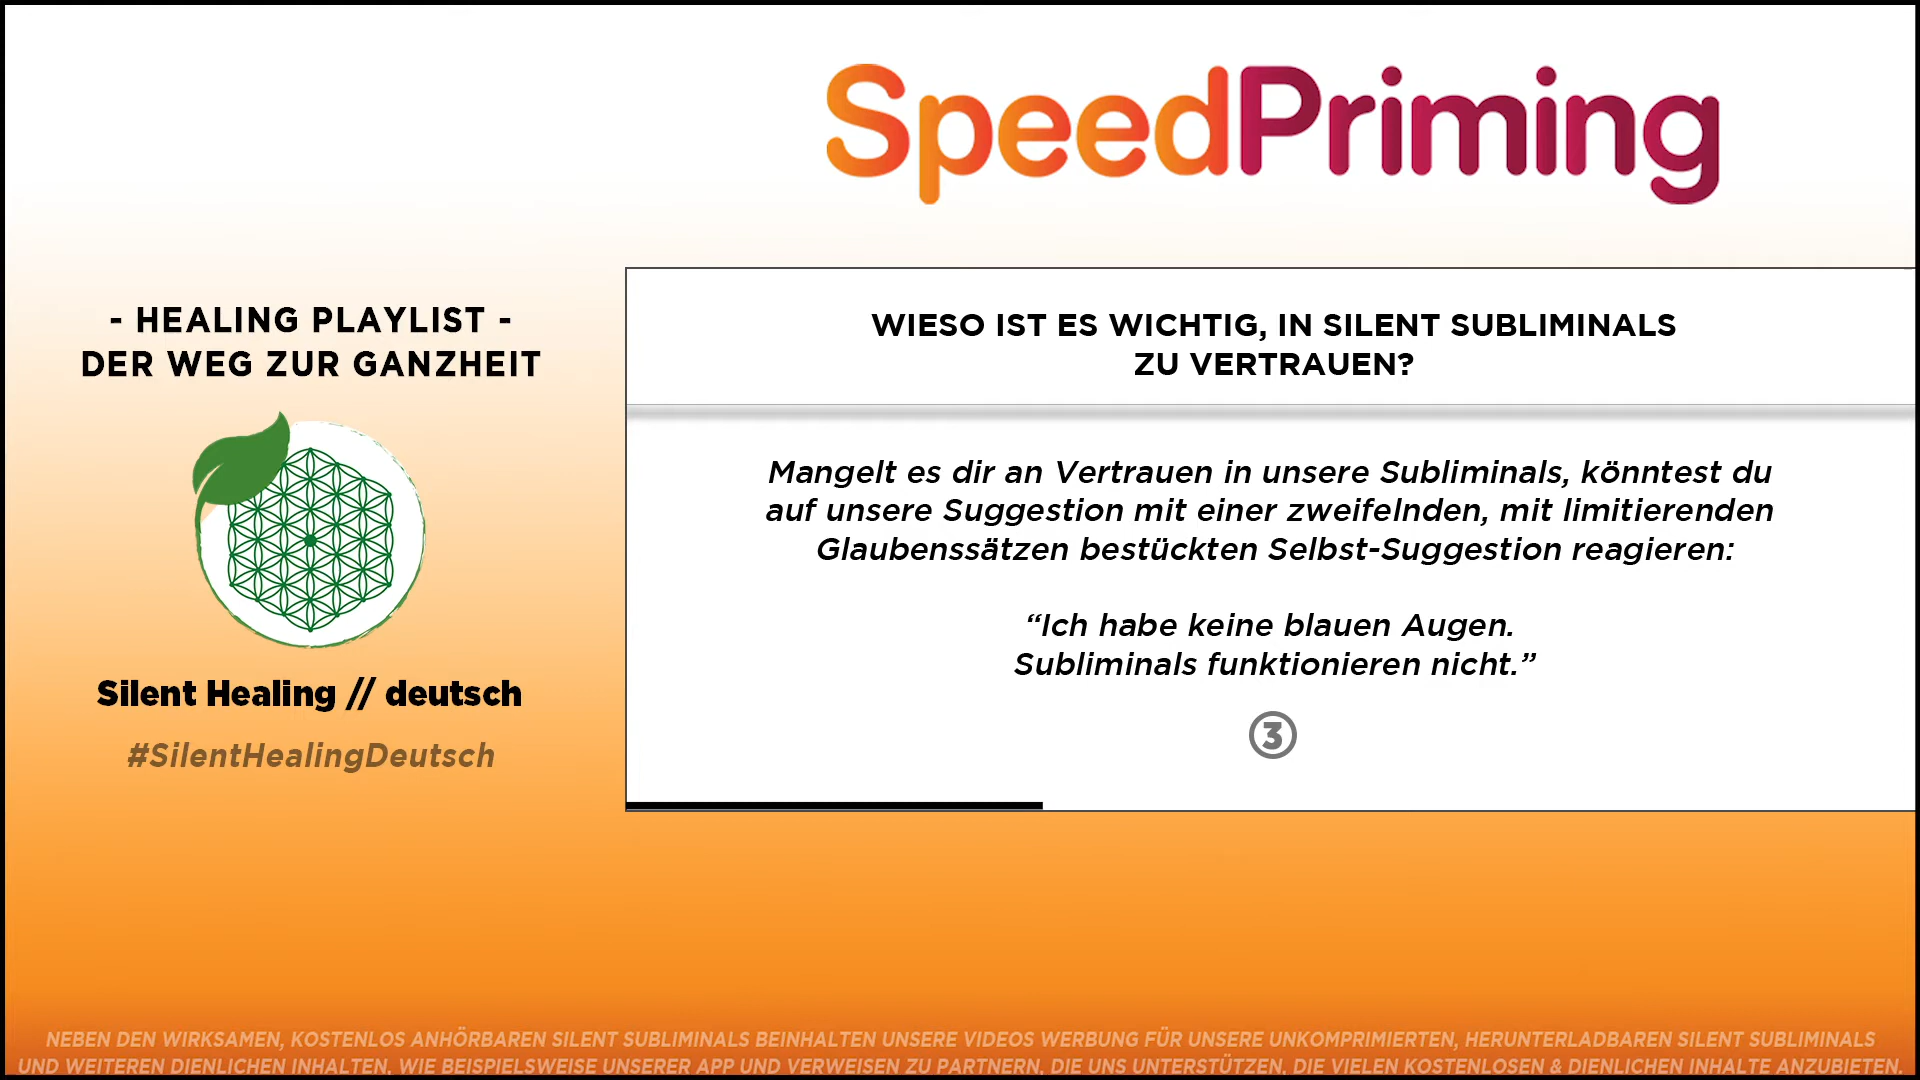 SpeedPriming
- HEALING PLAYLIST -
DER WEG ZUR GANZHEIT
Silent Healing // deutsch
#SilentHealingDeutsch
WIESO IST ES WICHTIG, IN SILENT SUBLIMINALS
ZU VERTRAUEN?
Mangelt es dir an Vertrauen in unsere Subliminals, könntest du
auf unsere Suggestion mit einer zweifelnden, mit limitierenden
Glaubenssätzen bestückten Selbst-Suggestion reagieren:
“Ich habe keine blauen Augen.
Subliminals funktionieren nicht.”
3
NEBEN DEN WIRKSAMEN, KOSTENLOS ANHÖRBAREN SILENT SUBLIMINALS BEINHALTEN UNSERE VIDEOS WERBUNG FÜR UNSERE UNKOMPRIMIERTEN, HERUNTERLADBAREN SILENT SUBLIMINALS
UND WEITEREN DIENLICHEN INHALTEN, WIE BEISPIELSWEISE UNSERER APP UND VERWEISEN ZU PARTNERN, DIE UNS UNTERSTÜTZEN, DIE VIELEN KOSTENLOSEN & DIENLICHEN INHALTE ANZUBIETEN.